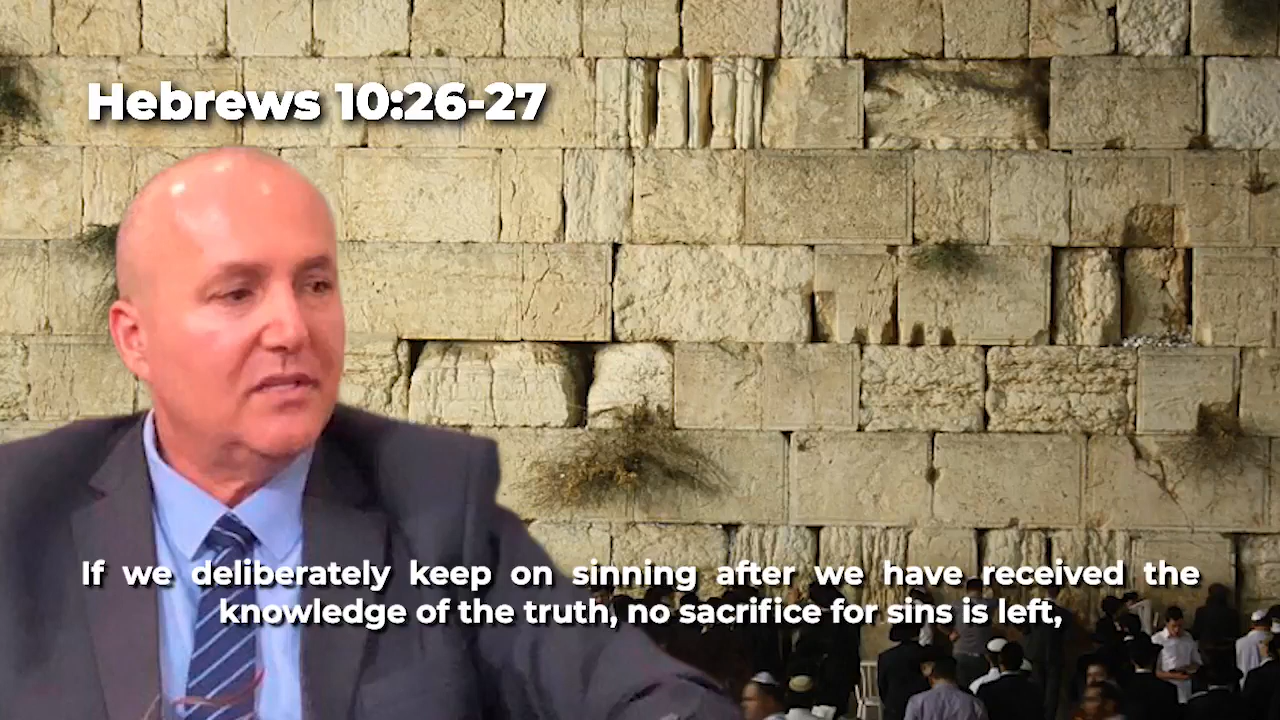 Hebrews 10:26-27
If we deliberately keep on sinning after we have received the
knowledge of the truth, no sacrifice for sins is left,